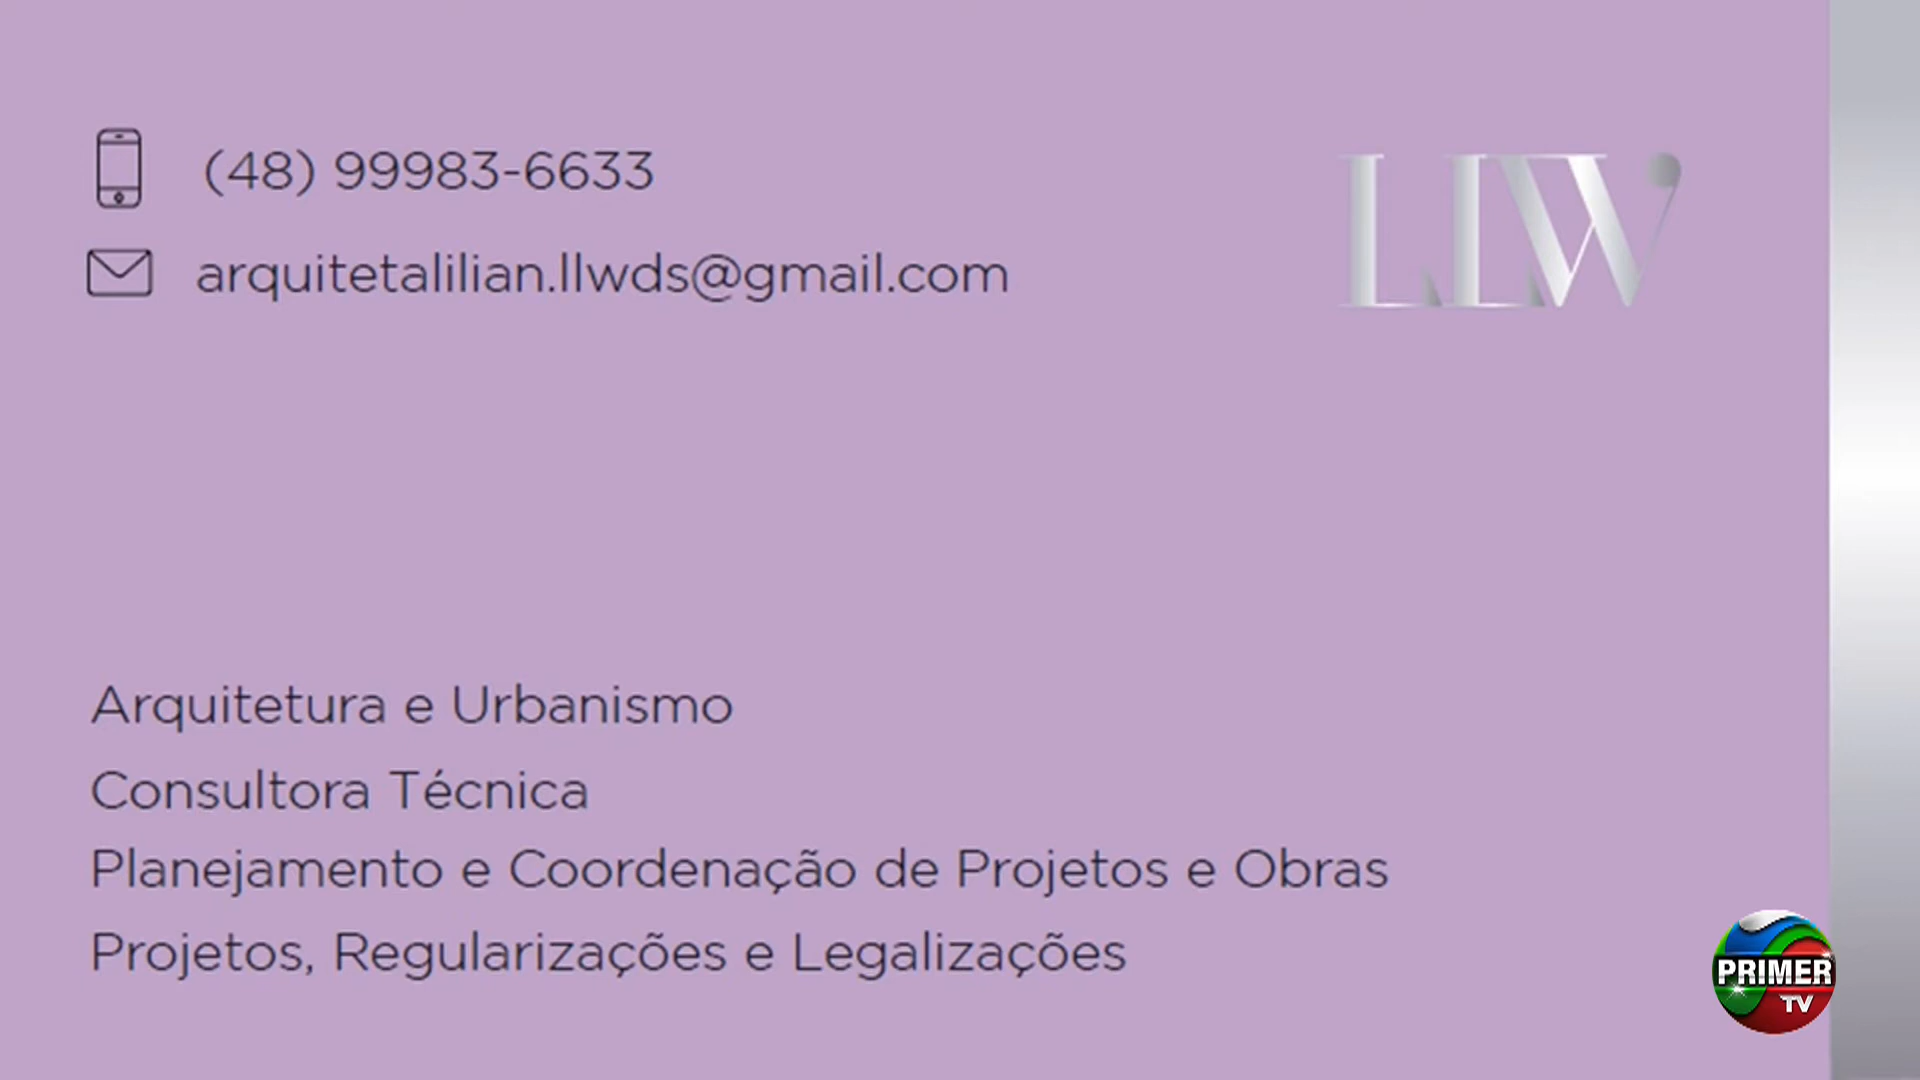 (48) 99983-6633
LLW
arquitetalilian.llwds@gmail.com
Arquitetura e Urbanismo
Consultora Técnica
Planejamento e Coordenação de Projetos e Obras
Projetos, Regularizações e Legalizações
PRIMER
TV